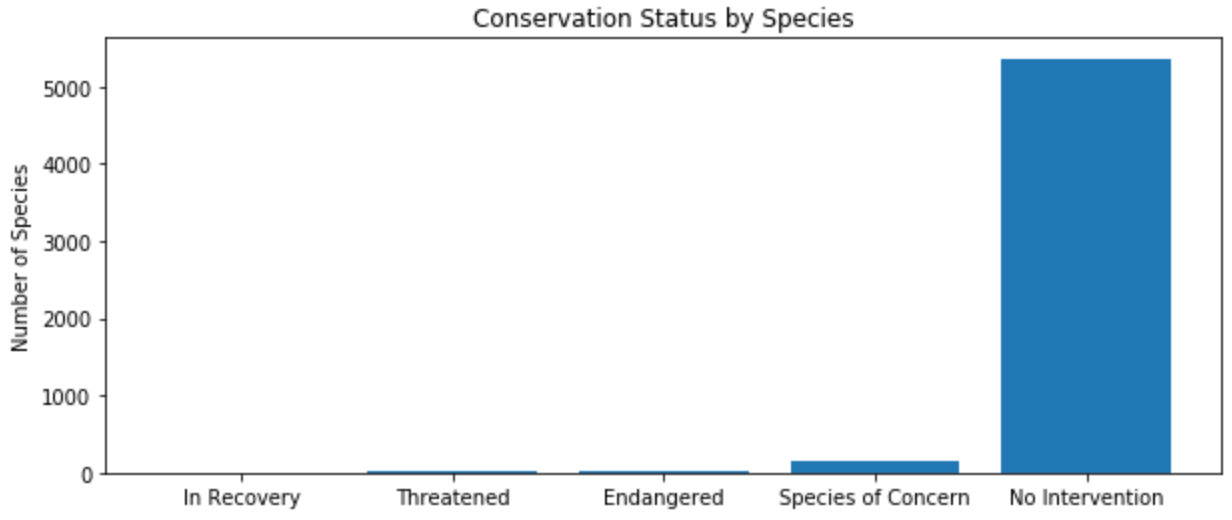 Conservation Status by Species
Number of Species
5000
4000
3000
2000
1000
0
In Recovery Threatened Endangered Species of Concern No Intervention